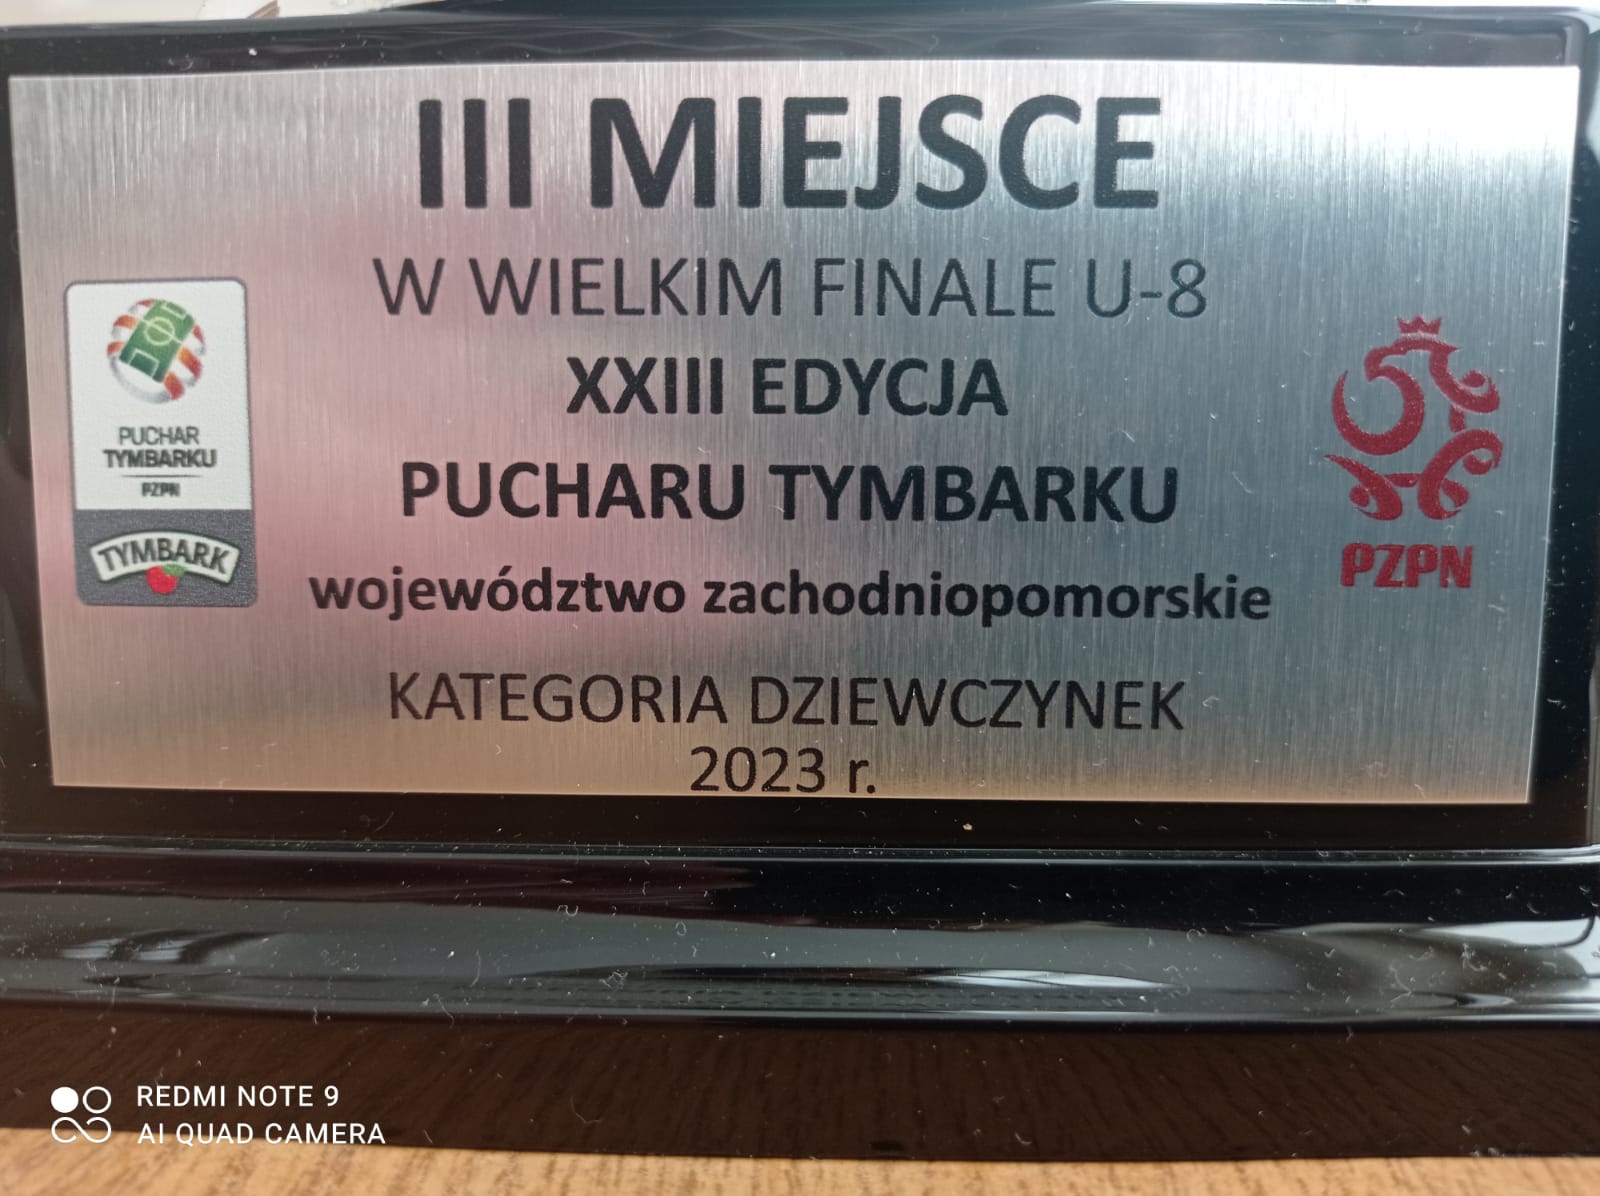 III MIEJSCE
W WIELKIM FINALE U-8
XXIII EDYCJA
PUCHARU TYMBARKU
województwo zachodniopomorskie
KATEGORIA DZIEWCZYNEK
2023 r.
PUCHAR
TYMBARKU
PZPN
TYMBARK
PZPN
REDMI NOTE 9
AI QUAD CAMERA